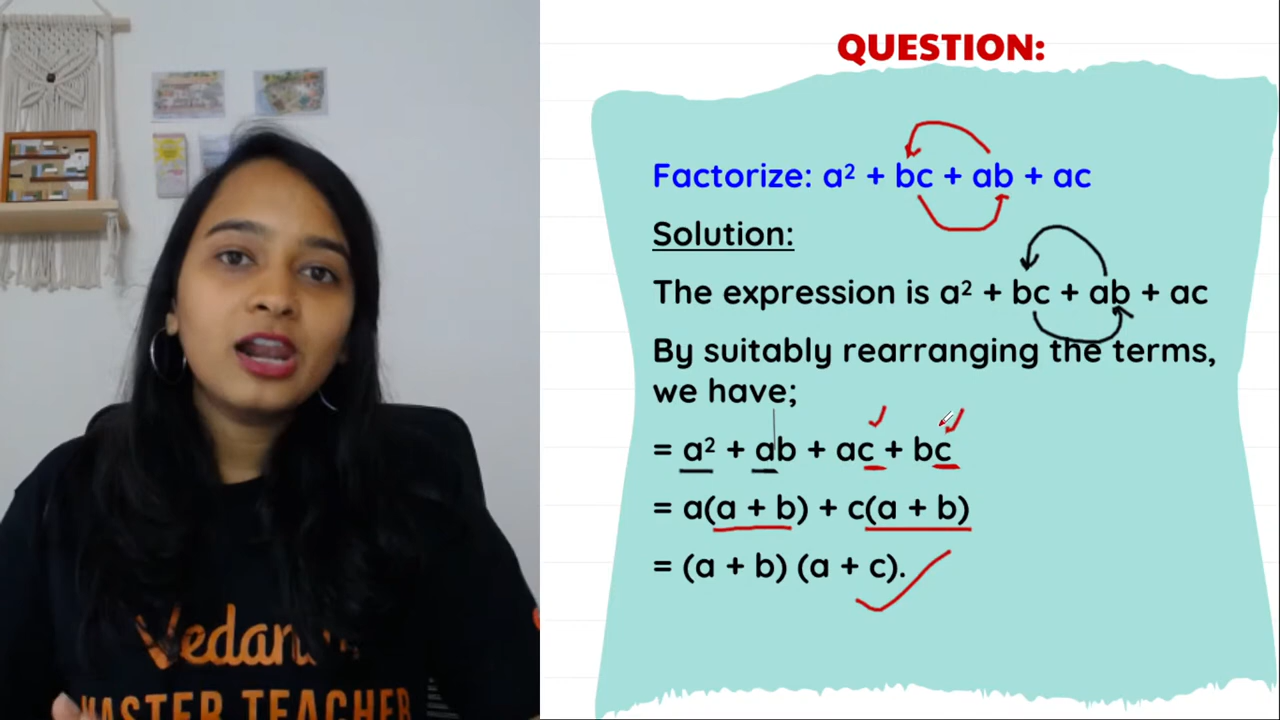 QUESTION:
Factorize: a² + bc + ab + ac
Solution:
The expression is a² + bc + ab + ac
By suitably rearranging the terms,
we have;
= a² + ab + ac + bc
= a(a + b) + c(a + b)
= (a + b) (a + c).
MASTER TEACHER